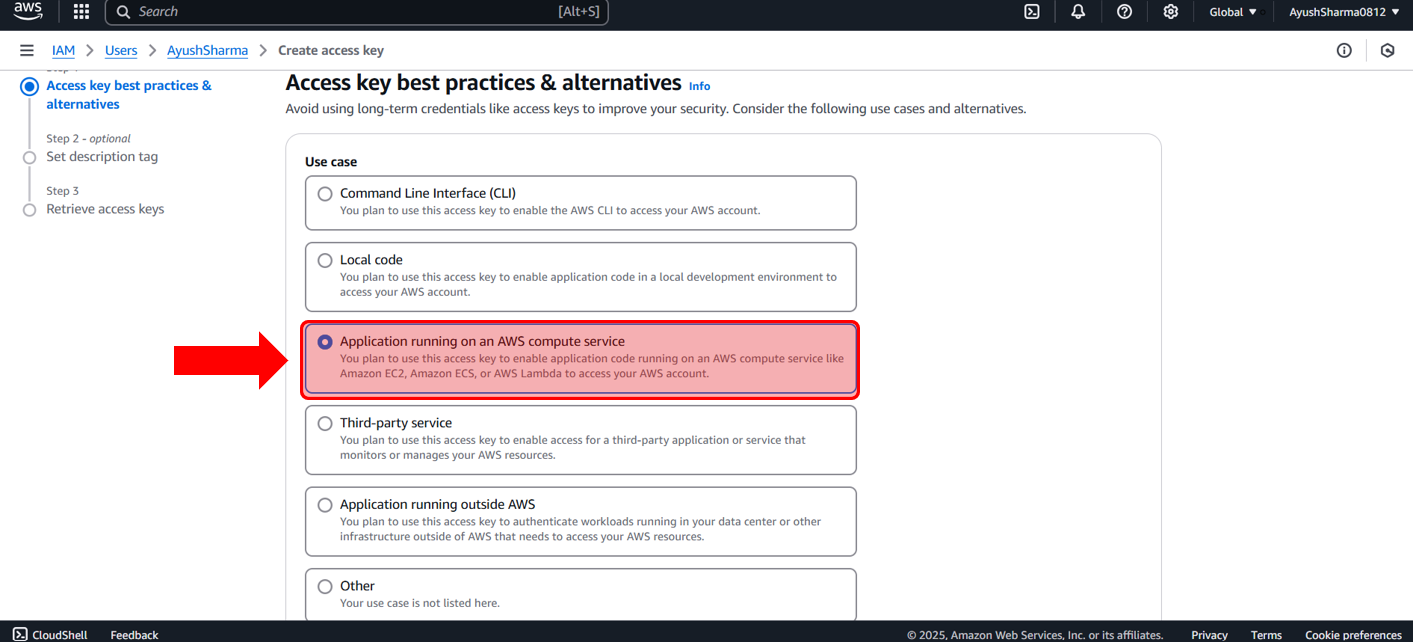 aws
Search
[Alt+S]
Global
AyushSharma0812
IAM
Users
AyushSharma
Create access key
Access key best practices &
alternatives
Step 2 - optional
Set description tag
Step 3
Retrieve access keys
Access key best practices & alternatives Info
Avoid using long-term credentials like access keys to improve your security. Consider the following use cases and alternatives.
Use case
Command Line Interface (CLI)
You plan to use this access key to enable the AWS CLI to access your AWS account.
Local code
You plan to use this access key to enable application code in a local development environment to
access your AWS account.
Application running on an AWS compute service
You plan to use this access key to enable application code running on an AWS compute service like
Amazon EC2, Amazon ECS, or AWS Lambda to access your AWS account.
Third-party service
You plan to use this access key to enable access for a third-party application or service that
monitors or manages your AWS resources.
Application running outside AWS
You plan to use this access key to authenticate workloads running in your data center or other
infrastructure outside of AWS that needs to access your AWS resources.
Other
Your use case is not listed here.
CloudShell
Feedback
© 2025, Amazon Web Services, Inc. or its affiliates.
Privacy
Terms
Cookie preferences